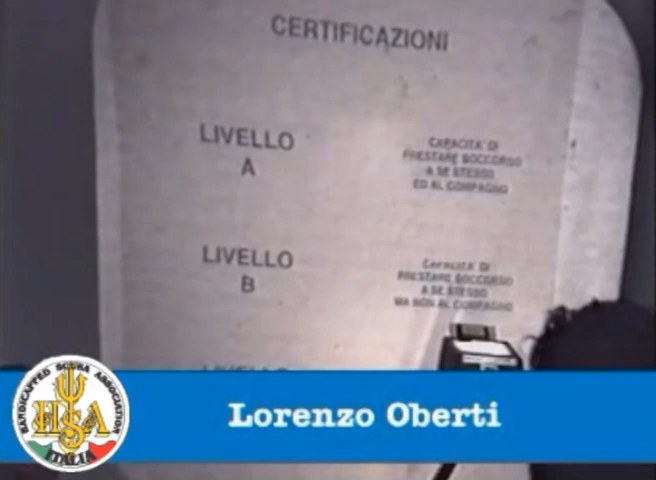 CERTIFICAZIONI
LIVELLO
A
CAPACITA' DI
PRESTARE SOCCORSO
A SE STESSO
ED AL COMPAGNO
LIVELLO
B
CAPACITA' DI
PRESTARE SOCCORSO
A SE STESSO
MA NON AL COMPAGNO
HANDICAPPED SCUBA ASSOCIATION
HSA
ITALIA
Lorenzo Oberti